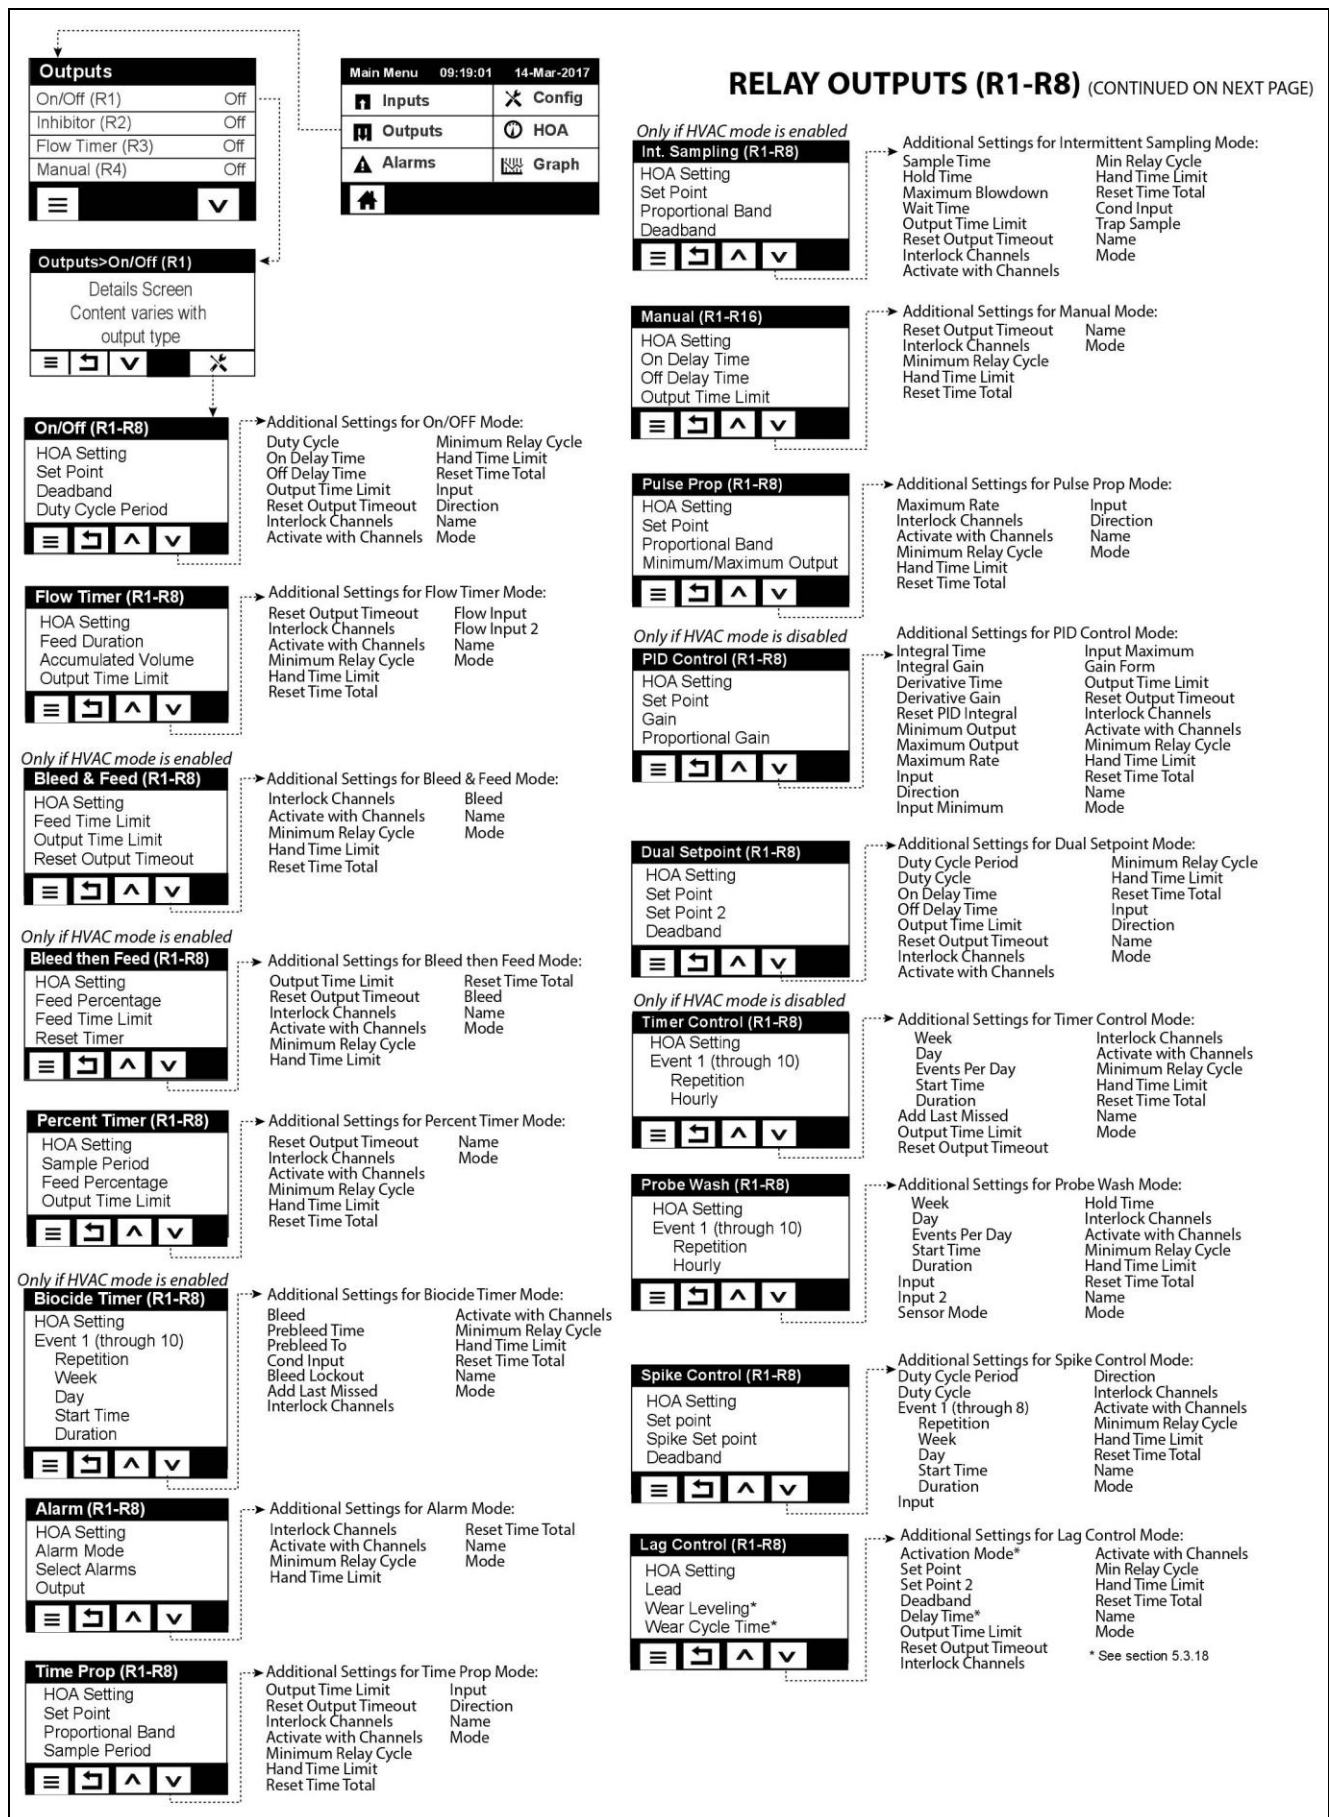 RELAY OUTPUTS (R1-R8) (CONTINUED ON NEXT PAGE)
Outputs
On/Off (R1) Off
Inhibitor (R2) Off
Flow Timer (R3) Off
Manual (R4) Off
Main Menu 09:19:01 14-Mar-2017
Inputs Config
Outputs HOA
Alarms Graph
Outputs>On/Off (R1)
Details Screen
Content varies with
output type
On/Off (R1-R8)
HOA Setting
Set Point
Deadband
Duty Cycle Period
Additional Settings for On/OFF Mode:
Duty Cycle Minimum Relay Cycle
On Delay Time Hand Time Limit
Off Delay Time Reset Time Total
Output Time Limit Input
Reset Output Timeout Direction
Interlock Channels Name
Activate with Channels Mode
Flow Timer (R1-R8)
HOA Setting
Feed Duration
Accumulated Volume
Output Time Limit
Additional Settings for Flow Timer Mode:
Reset Output Timeout Flow Input
Interlock Channels Flow Input 2
Activate with Channels Name
Minimum Relay Cycle Mode
Hand Time Limit
Reset Time Total
Only if HVAC mode is enabled
Bleed & Feed (R1-R8)
HOA Setting
Feed Time Limit
Output Time Limit
Reset Output Timeout
Additional Settings for Bleed & Feed Mode:
Interlock Channels Bleed
Activate with Channels Name
Minimum Relay Cycle Mode
Hand Time Limit
Reset Time Total
Only if HVAC mode is enabled
Bleed then Feed (R1-R8)
HOA Setting
Feed Percentage
Feed Time Limit
Reset Timer
Additional Settings for Bleed then Feed Mode:
Output Time Limit Reset Time Total
Reset Output Timeout Bleed
Interlock Channels Name
Activate with Channels Mode
Minimum Relay Cycle
Hand Time Limit
Percent Timer (R1-R8)
HOA Setting
Sample Period
Feed Percentage
Output Time Limit
Additional Settings for Percent Timer Mode:
Reset Output Timeout Name
Interlock Channels Mode
Activate with Channels
Minimum Relay Cycle
Hand Time Limit
Reset Time Total
Only if HVAC mode is enabled
Biocide Timer (R1-R8)
HOA Setting
Event 1 (through 10)
Repetition
Week
Day
Start Time
Duration
Additional Settings for Biocide Timer Mode:
Bleed Activate with Channels
Prebleed Time Minimum Relay Cycle
Prebleed To Hand Time Limit
Cond Input Reset Time Total
Bleed Lockout Name
Add Last Missed Mode
Interlock Channels
Alarm (R1-R8)
HOA Setting
Alarm Mode
Select Alarms
Output
Additional Settings for Alarm Mode:
Interlock Channels Reset Time Total
Activate with Channels Name
Minimum Relay Cycle Mode
Hand Time Limit
Time Prop (R1-R8)
HOA Setting
Set Point
Proportional Band
Sample Period
Additional Settings for Time Prop Mode:
Output Time Limit Input
Reset Output Timeout Direction
Interlock Channels Name
Activate with Channels Mode
Minimum Relay Cycle
Hand Time Limit
Reset Time Total
Only if HVAC mode is enabled
Int. Sampling (R1-R8)
HOA Setting
Set Point
Proportional Band
Deadband
Additional Settings for Intermittent Sampling Mode:
Sample Time Min Relay Cycle
Hold Time Hand Time Limit
Maximum Blowdown Reset Time Total
Wait Time Cond Input
Output Time Limit Trap Sample
Reset Output Timeout Name
Interlock Channels Mode
Activate with Channels
Manual (R1-R16)
HOA Setting
On Delay Time
Off Delay Time
Output Time Limit
Additional Settings for Manual Mode:
Reset Output Timeout Name
Interlock Channels Mode
Minimum Relay Cycle
Hand Time Limit
Reset Time Total
Pulse Prop (R1-R8)
HOA Setting
Set Point
Proportional Band
Minimum/Maximum Output
Additional Settings for Pulse Prop Mode:
Maximum Rate Input
Interlock Channels Direction
Activate with Channels Name
Minimum Relay Cycle Mode
Hand Time Limit
Reset Time Total
Only if HVAC mode is disabled
PID Control (R1-R8)
HOA Setting
Set Point
Gain
Proportional Gain
Additional Settings for PID Control Mode:
Integral Time Input Maximum
Integral Gain Gain Form
Derivative Time Output Time Limit
Derivative Gain Reset Output Timeout
Reset PID Integral Interlock Channels
Minimum Output Activate with Channels
Maximum Output Minimum Relay Cycle
Maximum Rate Hand Time Limit
Input Reset Time Total
Direction Name
Input Minimum Mode
Dual Setpoint (R1-R8)
HOA Setting
Set Point
Set Point 2
Deadband
Additional Settings for Dual Setpoint Mode:
Duty Cycle Period Minimum Relay Cycle
Duty Cycle Hand Time Limit
On Delay Time Reset Time Total
Off Delay Time Input
Output Time Limit Direction
Reset Output Timeout Name
Interlock Channels Mode
Activate with Channels
Only if HVAC mode is disabled
Timer Control (R1-R8)
HOA Setting
Event 1 (through 10)
Repetition
Hourly
Additional Settings for Timer Control Mode:
Week Interlock Channels
Day Activate with Channels
Events Per Day Minimum Relay Cycle
Start Time Hand Time Limit
Duration Reset Time Total
Add Last Missed Name
Output Time Limit Mode
Reset Output Timeout
Probe Wash (R1-R8)
HOA Setting
Event 1 (through 10)
Repetition
Hourly
Additional Settings for Probe Wash Mode:
Week Hold Time
Day Interlock Channels
Events Per Day Activate with Channels
Start Time Minimum Relay Cycle
Duration Hand Time Limit
Input Reset Time Total
Input 2 Name
Sensor Mode Mode
Spike Control (R1-R8)
HOA Setting
Set point
Spike Set point
Deadband
Additional Settings for Spike Control Mode:
Duty Cycle Period Direction
Duty Cycle Interlock Channels
Event 1 (through 8) Activate with Channels
Repetition Minimum Relay Cycle
Week Hand Time Limit
Day Reset Time Total
Start Time Name
Duration Mode
Input
Lag Control (R1-R8)
HOA Setting
Lead
Wear Leveling*
Wear Cycle Time*
Additional Settings for Lag Control Mode:
Activation Mode* Activate with Channels
Set Point Min Relay Cycle
Set Point 2 Hand Time Limit
Deadband Reset Time Total
Delay Time* Name
Output Time Limit Mode
Reset Output Timeout
Interlock Channels * See section 5.3.18